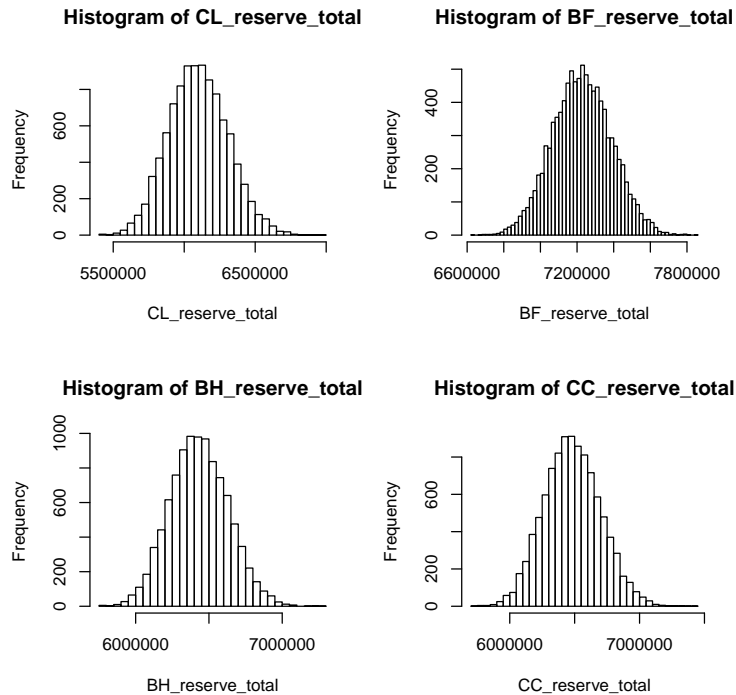 Histogram of CL_reserve_total
Frequency
0 200 600
5500000 6500000
CL_reserve_total
Histogram of BF_reserve_total
Frequency
0 200 400
6600000 7200000 7800000
BF_reserve_total
Histogram of BH_reserve_total
Frequency
0 200 600 1000
6000000 7000000
BH_reserve_total
Histogram of CC_reserve_total
Frequency
0 200 600
6000000 7000000
CC_reserve_total